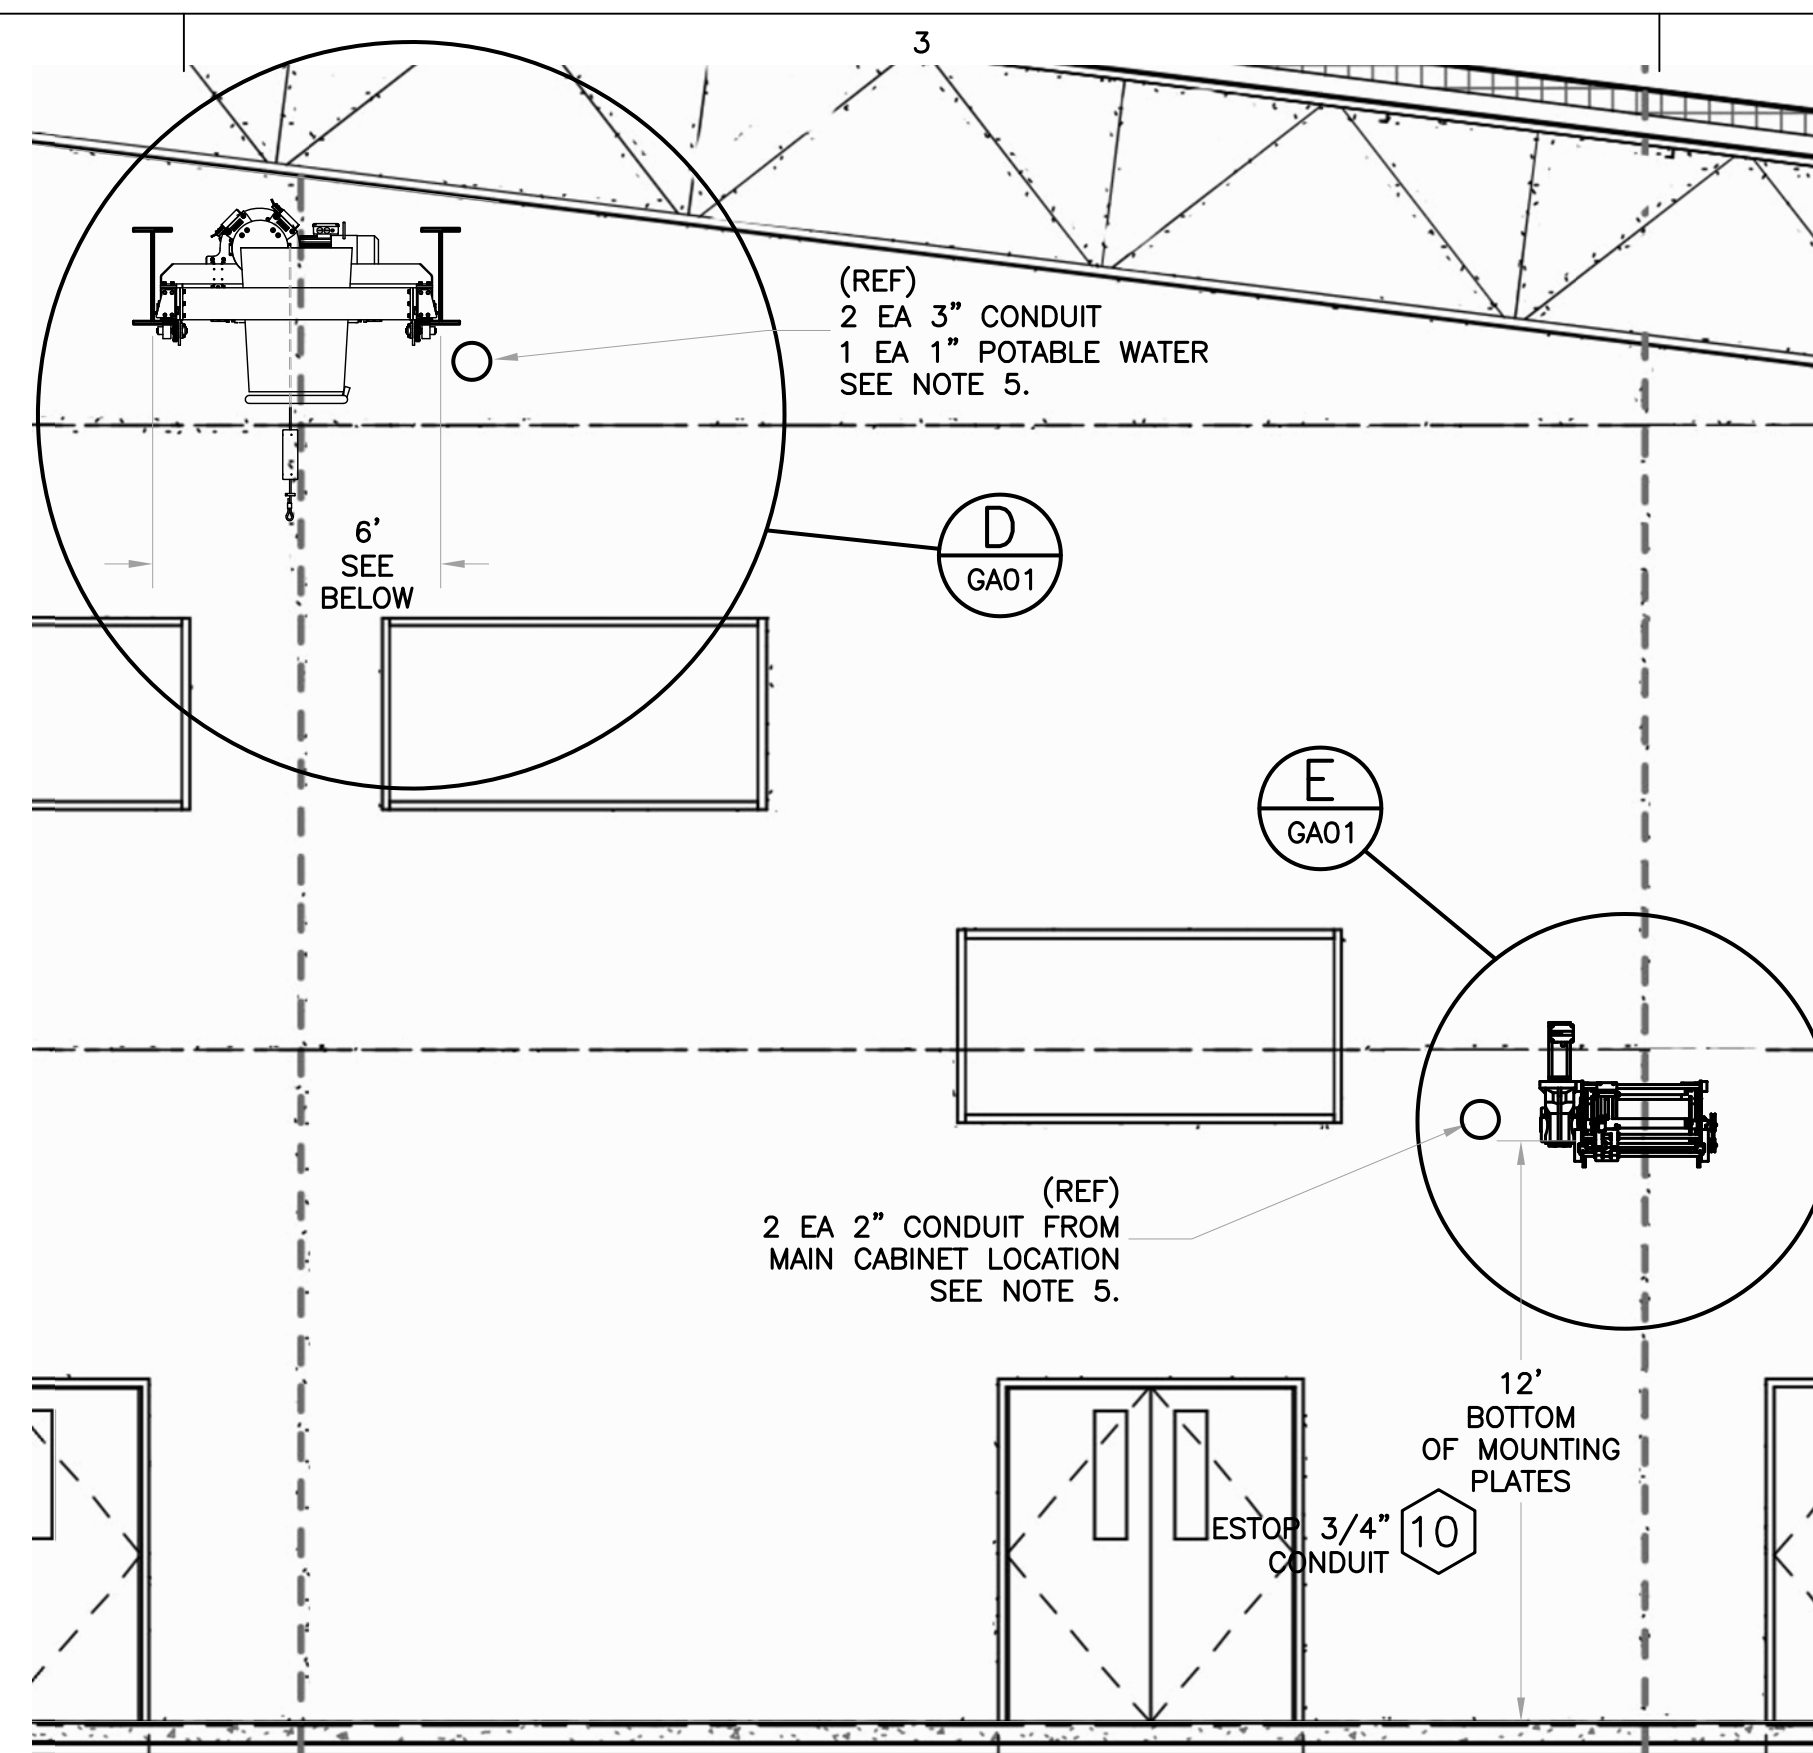 3
(REF)
2 EA 3” CONDUIT
1 EA 1” POTABLE WATER
SEE NOTE 5.
6’
SEE
BELOW
D
GA01
E
GA01
(REF)
2 EA 2” CONDUIT FROM
MAIN CABINET LOCATION
SEE NOTE 5.
12’
BOTTOM
OF MOUNTING
PLATES
ESTOP 3/4”
CONDUIT
10